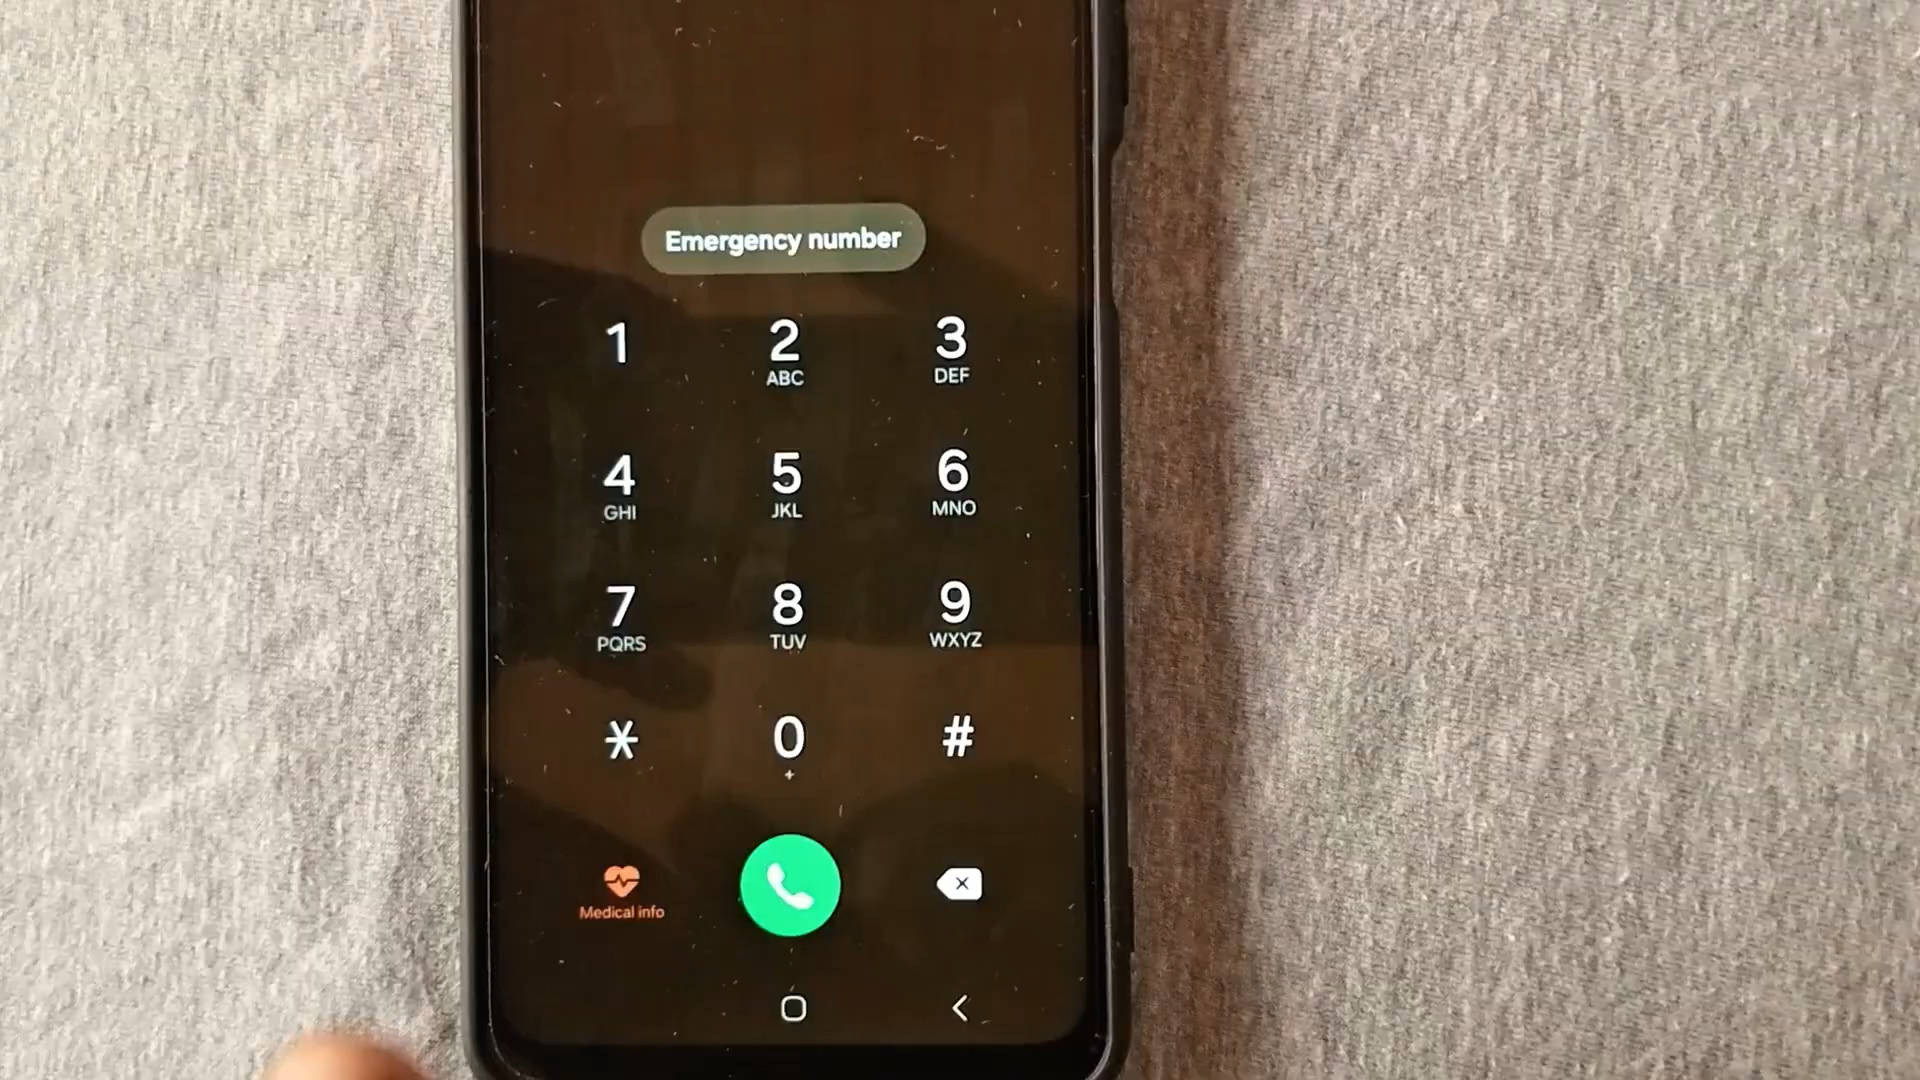 Emergency number
1 2 3
ABC DEF
4 5 6
GHI JKL MNO
7 8 9
PQRS TUV WXYZ
* 0 #
+
Medical info